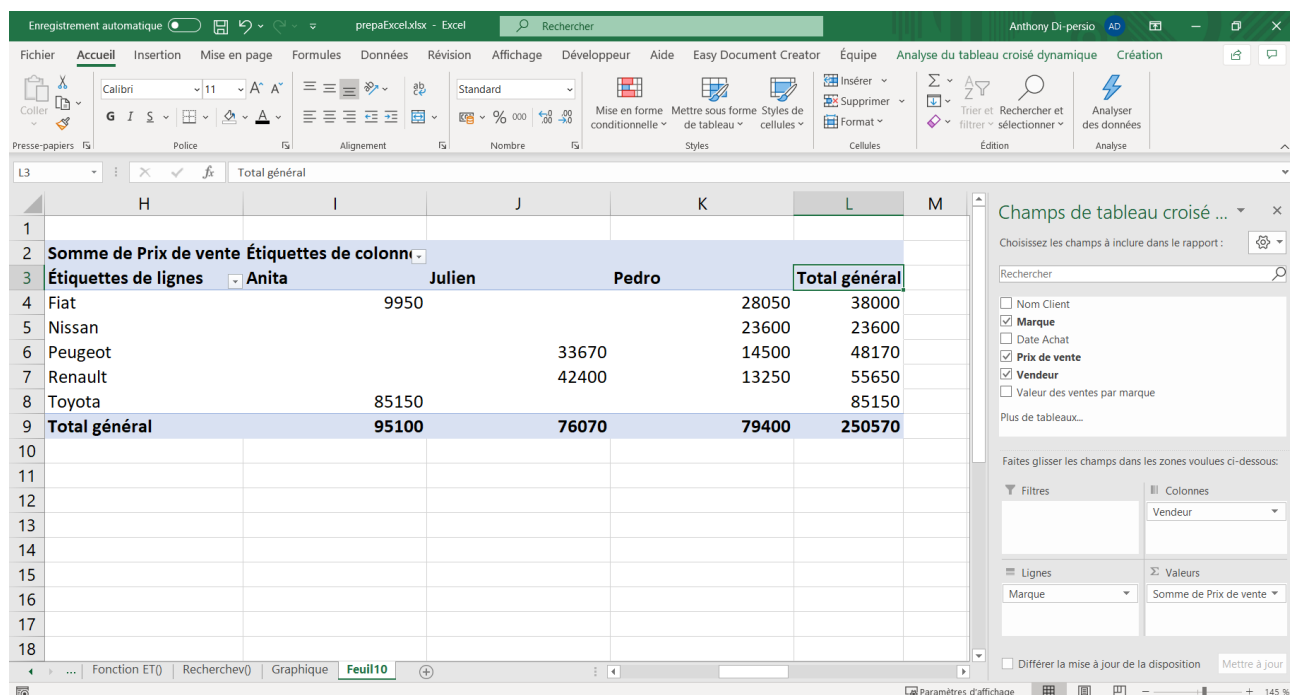 Enregistrement automatique
prepaExcel.xlsx - Excel
Rechercher
Anthony Di-persio AD
Fichier Accueil Insertion Mise en page Formules Données Révision Affichage Développeur Aide Easy Document Creator Équipe Analyse du tableau croisé dynamique Création
Coller
Calibri 11
G I S
Standard
% 000
Mise en forme conditionnelle
Mettre sous forme de tableau
Styles de cellules
Insérer
Supprimer
Format
Trier et filtrer
Rechercher et sélectionner
Analyser des données
Presse-papiers Police Alignement Nombre Styles Cellules Édition Analyse
L3 fx Total général
H I J K L M
1
2 Somme de Prix de vente Étiquettes de colonne
3 Étiquettes de lignes Anita Julien Pedro Total général
4 Fiat 9950 28050 38000
5 Nissan 23600 23600
6 Peugeot 33670 14500 48170
7 Renault 42400 13250 55650
8 Toyota 85150 85150
9 Total général 95100 76070 79400 250570
10
11
12
13
14
15
16
17
18
Champs de tableau croisé ...
Choisissez les champs à inclure dans le rapport :
Rechercher
Nom Client
Marque
Date Achat
Prix de vente
Vendeur
Valeur des ventes par marque
Plus de tableaux...
Faites glisser les champs dans les zones voulues ci-dessous:
Filtres
Colonnes
Vendeur
Lignes
Marque
Σ Valeurs
Somme de Prix de vente
Différer la mise à jour de la disposition Mettre à jour
... Fonction ET() Recherchev() Graphique Feuil10
Paramètres d'affichage
145 %